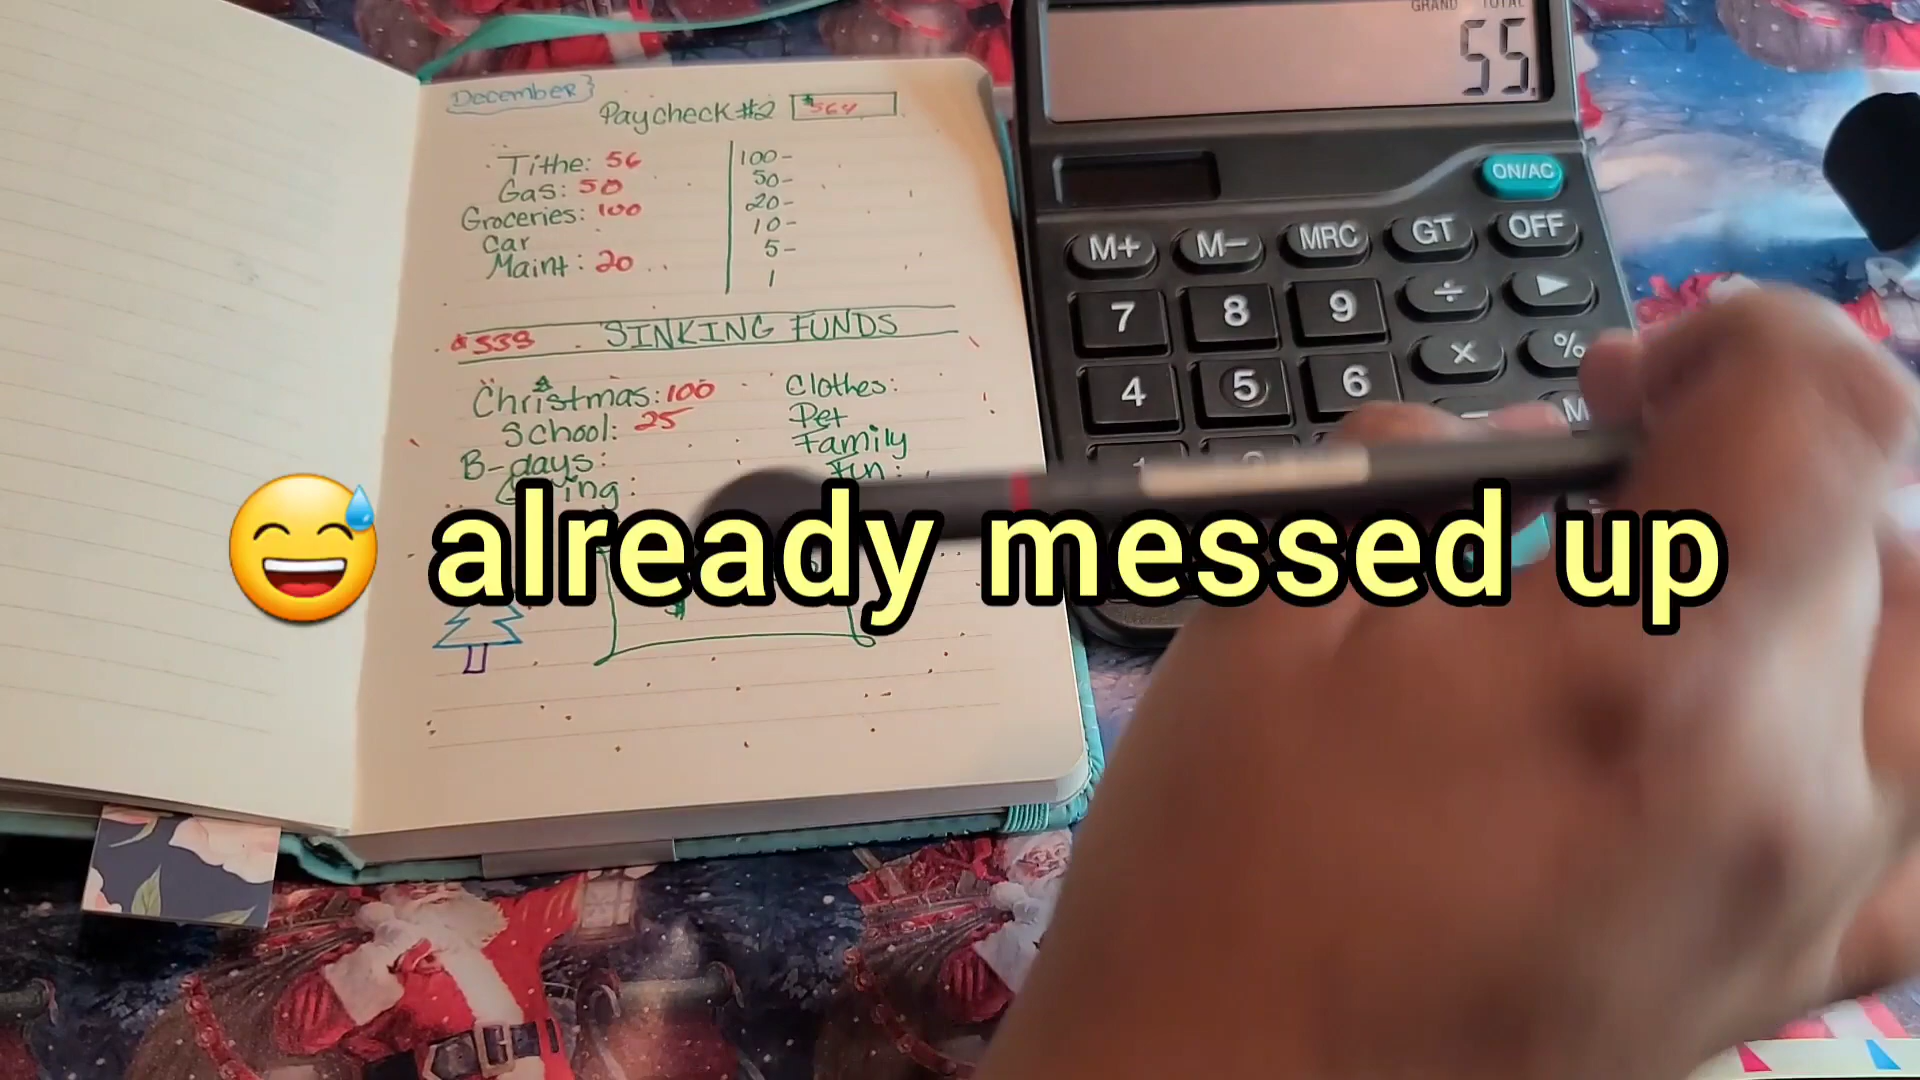 December
Paycheck #2 $564
Tithe: 56
Gas: 50
Groceries: 100
Car
Maint: 20
100-
50-
20-
10-
5-
1
SINKING FUNDS
Christmas: 100
School: 25
B-days:
Clothes:
Pet
Family
Fun:
😅 already messed up
GRAND TOTAL
55.
ON/AC
M+ M- MRC GT OFF
7 8 9 ÷ ▶
4 5 6 × %
$